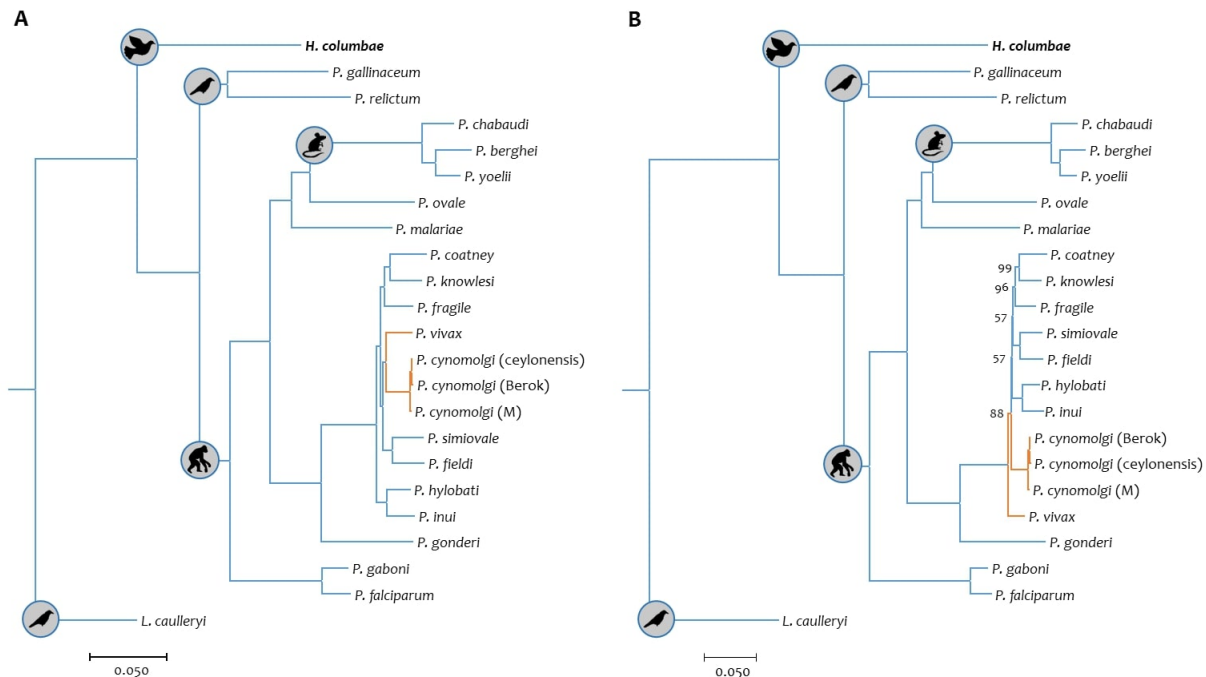 A
H. columbae
P. gallinaceum
P. relictum
P. chabaudi
P. berghei
P. yoelii
P. ovale
P. malariae
P. coatney
P. knowlesi
P. fragile
P. vivax
P. cynomolgi (ceylonensis)
P. cynomolgi (Berok)
P. cynomolgi (M)
P. simiovale
P. fieldi
P. hylobati
P. inui
P. gonderi
P. gaboni
P. falciparum
L. caulleryi
0.050
B
H. columbae
P. gallinaceum
P. relictum
P. chabaudi
P. berghei
P. yoelii
P. ovale
P. malariae
P. coatney
99
P. knowlesi
96
P. fragile
57
P. simiovale
57
P. fieldi
P. hylobati
P. inui
88
P. cynomolgi (Berok)
P. cynomolgi (ceylonensis)
P. cynomolgi (M)
P. vivax
P. gonderi
P. gaboni
P. falciparum
L. caulleryi
0.050